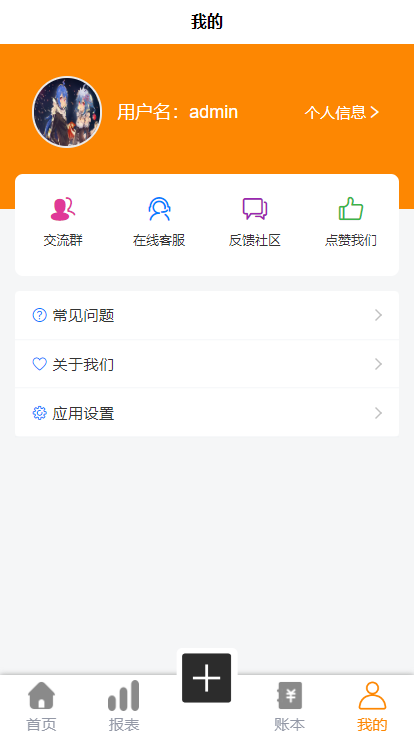 我的
用户名：admin
个人信息
交流群 在线客服 反馈社区 点赞我们
常见问题
关于我们
应用设置
首页 报表 账本 我的